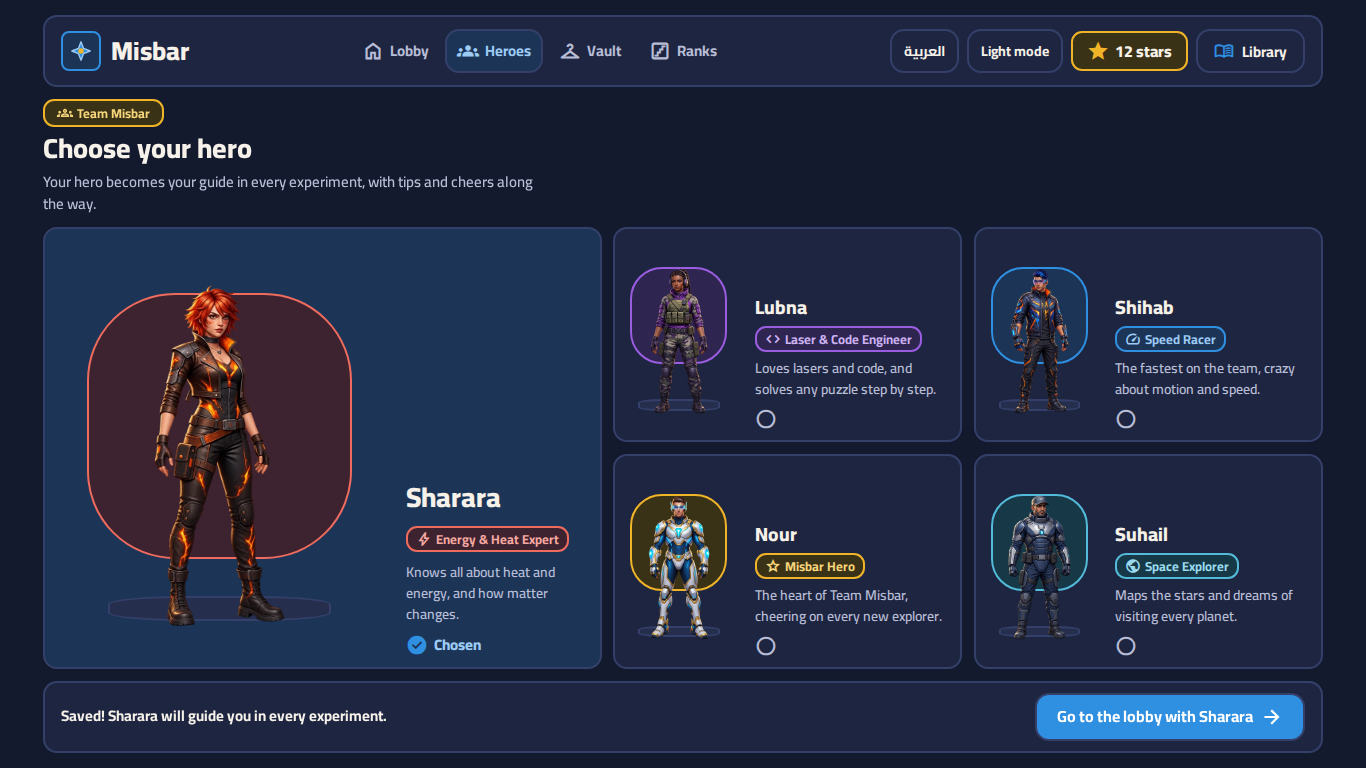 Misbar
Lobby
Heroes
Vault
Ranks
العربية
Light mode
12 stars
Library
Team Misbar
Choose your hero
Your hero becomes your guide in every experiment, with tips and cheers along
the way.
Sharara
Energy & Heat Expert
Knows all about heat and
energy, and how matter
changes.
Chosen
Lubna
Laser & Code Engineer
Loves lasers and code, and
solves any puzzle step by step.
Shihab
Speed Racer
The fastest on the team, crazy
about motion and speed.
Nour
Misbar Hero
The heart of Team Misbar,
cheering on every new explorer.
Suhail
Space Explorer
Maps the stars and dreams of
visiting every planet.
Saved! Sharara will guide you in every experiment.
Go to the lobby with Sharara